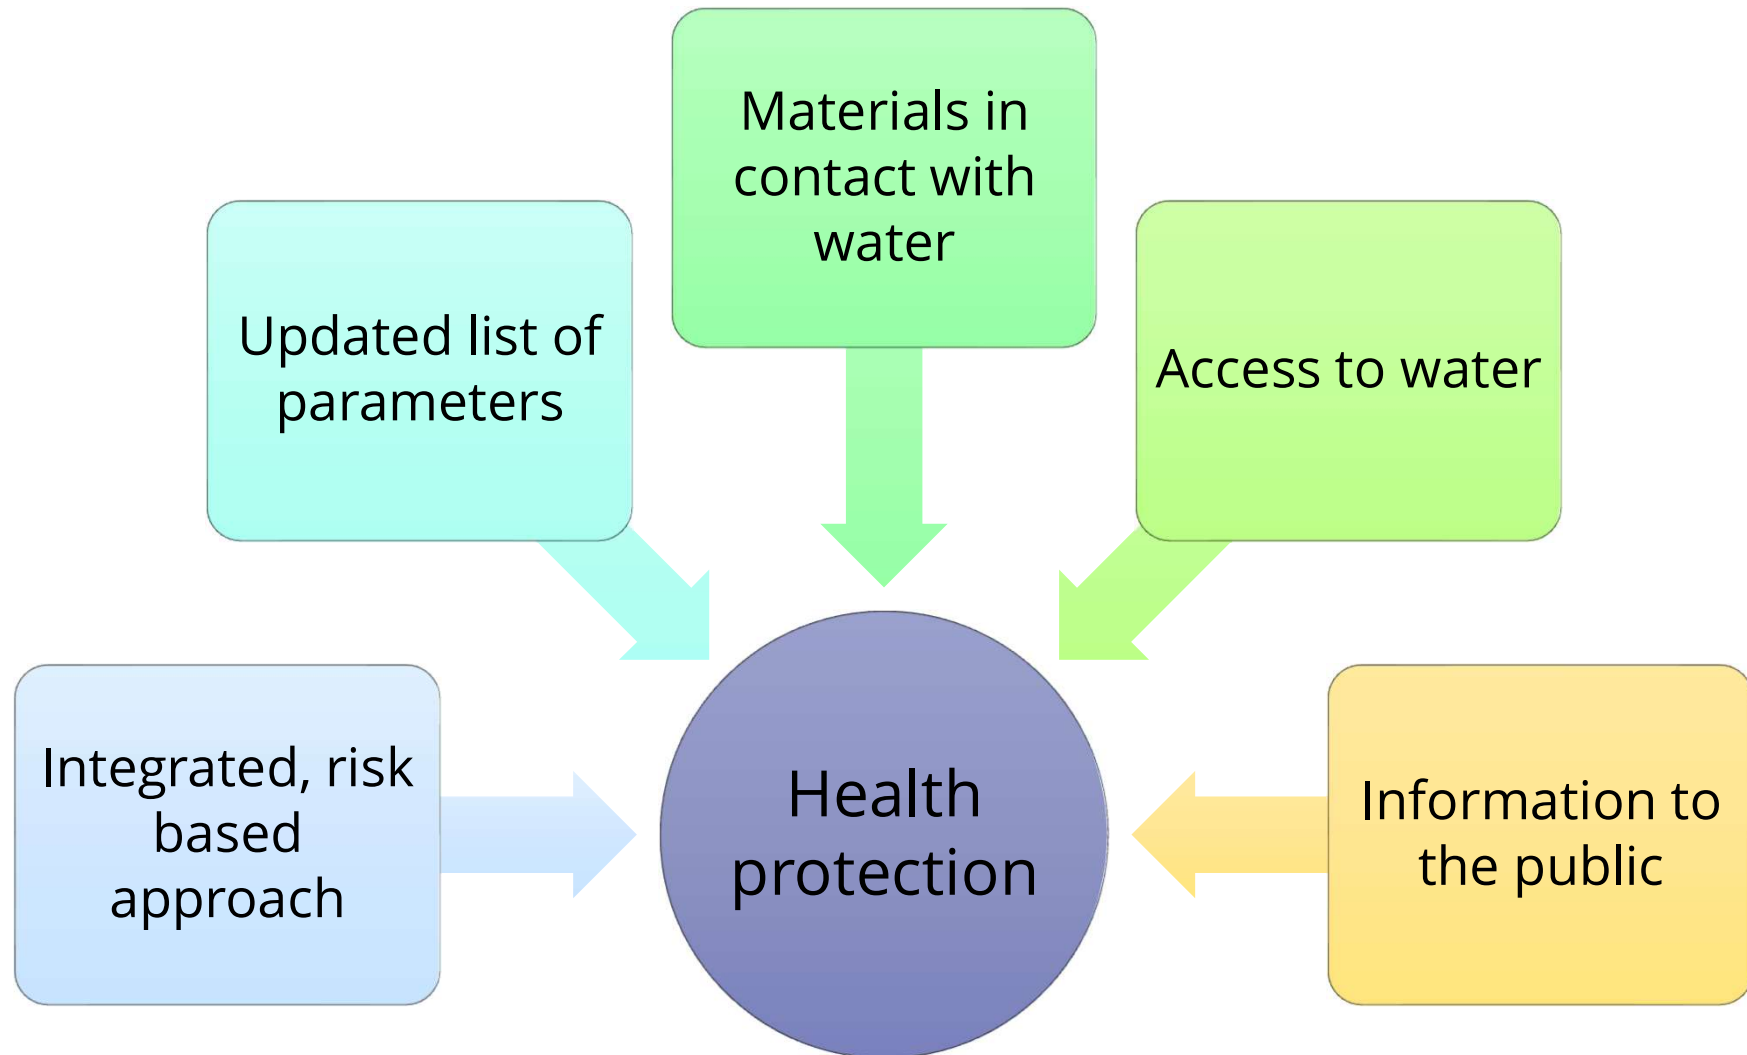 Materials in
contact with
water
Updated list of
parameters
Access to water
Integrated, risk
based
approach
Health
protection
Information to
the public